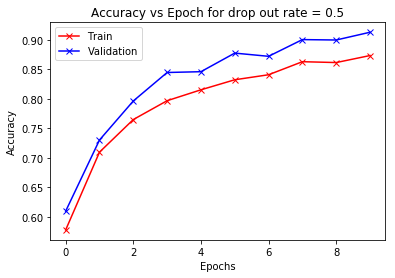 Accuracy vs Epoch for drop out rate = 0.5
Train
Validation
0.90
0.85
0.80
0.75
0.70
0.65
0.60
Accuracy
0 2 4 6 8
Epochs